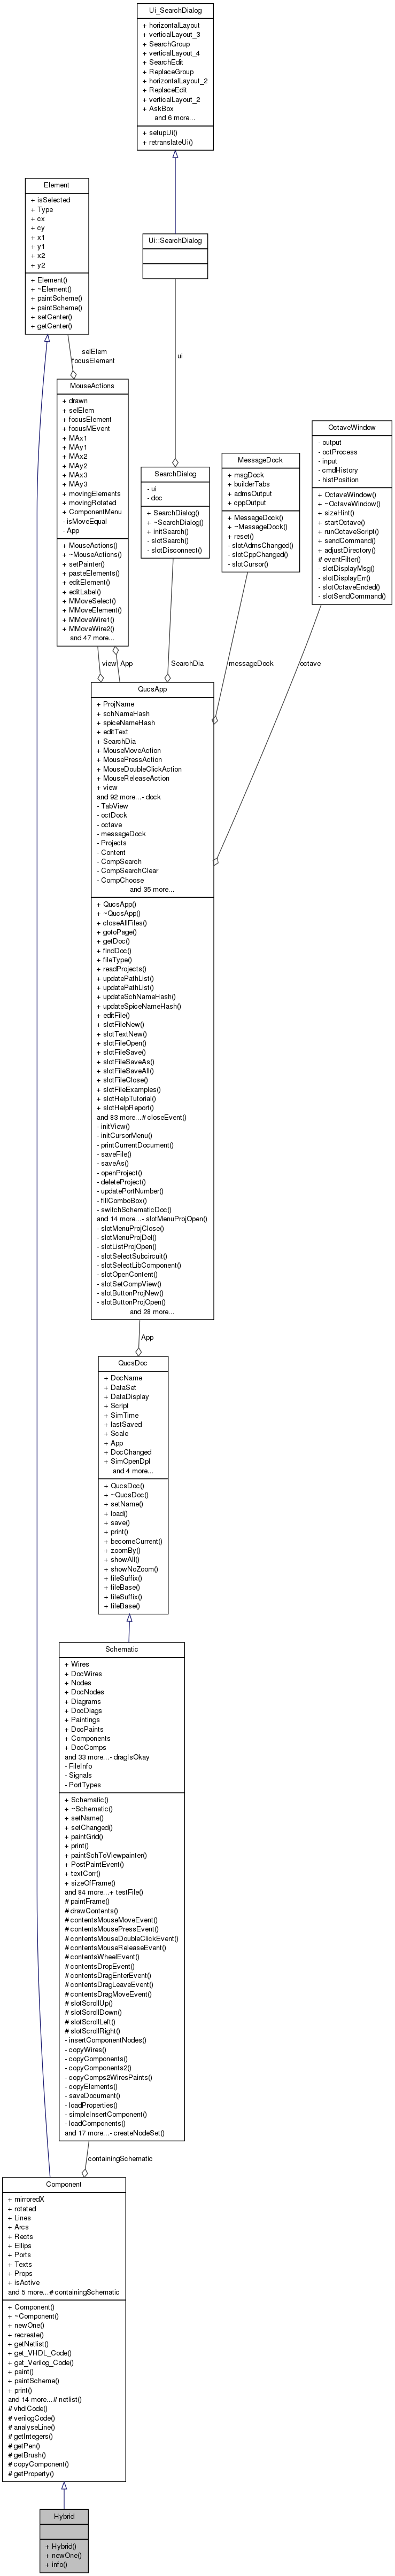 Ui_SearchDialog
+ horizontalLayout
+ verticalLayout_3
+ SearchGroup
+ verticalLayout_4
+ SearchEdit
+ ReplaceGroup
+ horizontalLayout_2
+ ReplaceEdit
+ verticalLayout_2
+ AskBox
and 6 more...
+ setupUi()
+ retranslateUi()
Element
+ isSelected
+ Type
+ cx
+ cy
+ x1
+ y1
+ x2
+ y2
+ Element()
+ ~Element()
+ paintScheme()
+ paintScheme()
+ setCenter()
+ getCenter()
Ui::SearchDialog
selElem
focusElement
ui
MouseActions
+ drawn
+ selElem
+ focusElement
+ focusMEvent
+ MAx1
+ MAy1
+ MAx2
+ MAy2
+ MAx3
+ MAy3
+ movingElements
+ movingRotated
+ ComponentMenu
- isMoveEqual
- App
+ MouseActions()
+ ~MouseActions()
+ setPainter()
+ pasteElements()
+ editElement()
+ editLabel()
+ MMoveSelect()
+ MMoveElement()
+ MMoveWire1()
+ MMoveWire2()
and 47 more...
SearchDialog
- ui
- doc
+ SearchDialog()
+ ~SearchDialog()
+ initSearch()
- slotSearch()
- slotDisconnect()
MessageDock
+ msgDock
+ builderTabs
+ admsOutput
+ cppOutput
+ MessageDock()
+ ~MessageDock()
+ reset()
- slotAdmsChanged()
- slotCppChanged()
- slotCursor()
OctaveWindow
- output
- octProcess
- input
- cmdHistory
- histPosition
+ OctaveWindow()
+ ~OctaveWindow()
+ sizeHint()
+ startOctave()
+ runOctaveScript()
+ sendCommand()
+ adjustDirectory()
# eventFilter()
- slotDisplayMsg()
- slotDisplayErr()
- slotOctaveEnded()
- slotSendCommand()
view
App
SearchDia
messageDock
octave
QucsApp
+ ProjName
+ schNameHash
+ spiceNameHash
+ editText
+ SearchDia
+ MouseMoveAction
+ MousePressAction
+ MouseDoubleClickAction
+ MouseReleaseAction
+ view
and 92 more...- dock
- TabView
- octDock
- octave
- messageDock
- Projects
- Content
- CompSearch
- CompSearchClear
- CompChoose
and 35 more...
+ QucsApp()
+ ~QucsApp()
+ closeAllFiles()
+ gotoPage()
+ getDoc()
+ findDoc()
+ fileType()
+ readProjects()
+ updatePathList()
+ updatePathList()
+ updateSchNameHash()
+ updateSpiceNameHash()
+ editFile()
+ slotFileNew()
+ slotTextNew()
+ slotFileOpen()
+ slotFileSave()
+ slotFileSaveAs()
+ slotFileSaveAll()
+ slotFileClose()
+ slotFileExamples()
+ slotHelpTutorial()
+ slotHelpReport()
and 83 more...# closeEvent()
- initView()
- initCursorMenu()
- printCurrentDocument()
- saveFile()
- saveAs()
- openProject()
- deleteProject()
- updatePortNumber()
- fillComboBox()
- switchSchematicDoc()
and 14 more...- slotMenuProjOpen()
- slotMenuProjClose()
- slotMenuProjDel()
- slotListProjOpen()
- slotSelectSubcircuit()
- slotSelectLibComponent()
- slotOpenContent()
- slotSetCompView()
- slotButtonProjNew()
- slotButtonProjOpen()
and 28 more...
App
QucsDoc
+ DocName
+ DataSet
+ DataDisplay
+ Script
+ SimTime
+ lastSaved
+ Scale
+ App
+ DocChanged
+ SimOpenDpl
and 4 more...
+ QucsDoc()
+ ~QucsDoc()
+ setName()
+ load()
+ save()
+ print()
+ becomeCurrent()
+ zoomBy()
+ showAll()
+ showNoZoom()
+ fileSuffix()
+ fileBase()
+ fileSuffix()
+ fileBase()
Schematic
+ Wires
+ DocWires
+ Nodes
+ DocNodes
+ Diagrams
+ DocDiags
+ Paintings
+ DocPaints
+ Components
+ DocComps
and 33 more...- dragIsOkay
- FileInfo
- Signals
- PortTypes
+ Schematic()
+ ~Schematic()
+ setName()
+ setChanged()
+ paintGrid()
+ print()
+ paintSchToViewpainter()
+ PostPaintEvent()
+ textCorr()
+ sizeOfFrame()
and 84 more...+ testFile()
# paintFrame()
# drawContents()
# contentsMouseMoveEvent()
# contentsMousePressEvent()
# contentsMouseDoubleClickEvent()
# contentsMouseReleaseEvent()
# contentsWheelEvent()
# contentsDropEvent()
# contentsDragEnterEvent()
# contentsDragLeaveEvent()
# contentsDragMoveEvent()
# slotScrollUp()
# slotScrollDown()
# slotScrollLeft()
# slotScrollRight()
- insertComponentNodes()
- copyWires()
- copyComponents()
- copyComponents2()
- copyComps2WiresPaints()
- copyElements()
- saveDocument()
- loadProperties()
- simpleInsertComponent()
- loadComponents()
and 17 more...- createNodeSet()
containingSchematic
Component
+ mirroredX
+ rotated
+ Lines
+ Arcs
+ Rects
+ Ellips
+ Ports
+ Texts
+ Props
+ isActive
and 5 more...# containingSchematic
+ Component()
+ ~Component()
+ newOne()
+ recreate()
+ getNetlist()
+ get_VHDL_Code()
+ get_Verilog_Code()
+ paint()
+ paintScheme()
+ print()
and 14 more...# netlist()
# vhdlCode()
# verilogCode()
# analyseLine()
# getIntegers()
# getPen()
# getBrush()
# copyComponent()
# getProperty()
Hybrid
+ Hybrid()
+ newOne()
+ info()